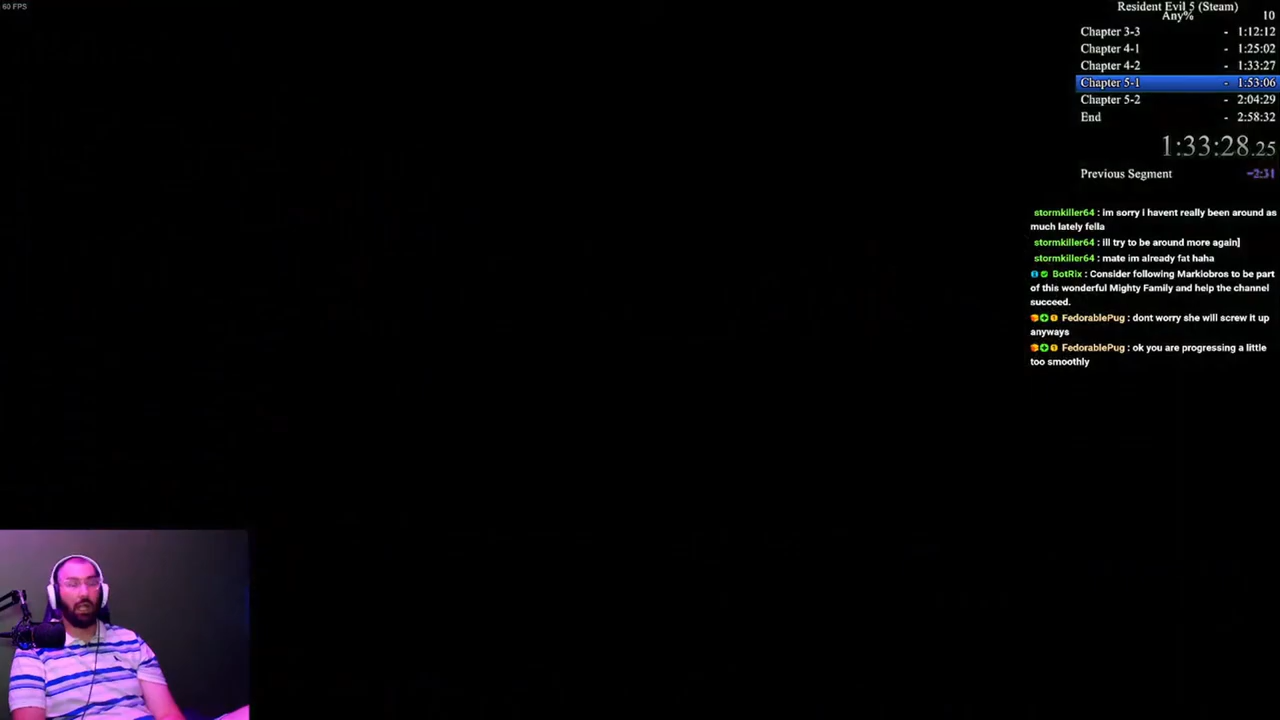 60 FPS
Resident Evil 5 (Steam)
Any% 10
Chapter 3-3 - 1:12:12
Chapter 4-1 - 1:25:02
Chapter 4-2 - 1:33:27
Chapter 5-1 - 1:53:06
Chapter 5-2 - 2:04:29
End - 2:58:32
1:33:28.25
Previous Segment -2:31
stormkiller64 : im sorry i havent really been around as
much lately fella
stormkiller64 : ill try to be around more again]
stormkiller64 : mate im already fat haha
BotRix : Consider following Markiobros to be part
of this wonderful Mighty Family and help the channel
succeed.
FedorablePug : dont worry she will screw it up
anyways
FedorablePug : ok you are progressing a little
too smoothly